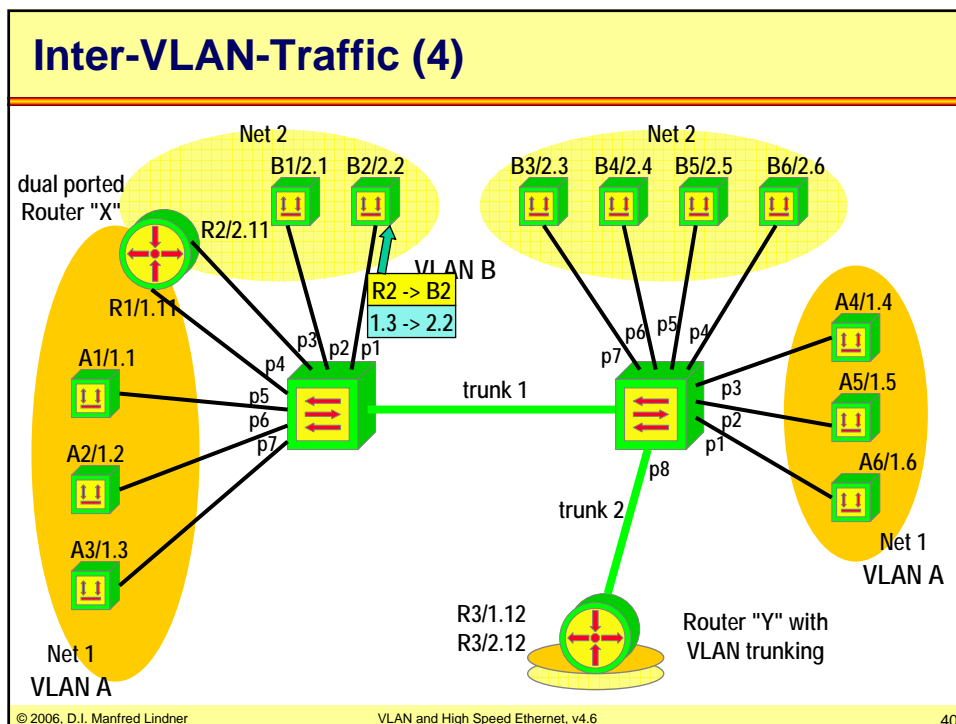 Inter-VLAN-Traffic (4)
Net 2
Net 2
B1/2.1
B2/2.2
B3/2.3
B4/2.4
B5/2.5
B6/2.6
dual ported
Router "X"
R2/2.11
VLAN B
R2 -> B2
1.3 -> 2.2
R1/1.11
A4/1.4
p3
p2
p1
p4
p6
p5
p4
p7
A1/1.1
p5
p6
p7
trunk 1
p3
p2
p1
A5/1.5
A2/1.2
p8
A6/1.6
trunk 2
A3/1.3
Net 1
VLAN A
R3/1.12
R3/2.12
Router "Y" with
VLAN trunking
Net 1
VLAN A
© 2006, D.I. Manfred Lindner
VLAN and High Speed Ethernet, v4.6
40